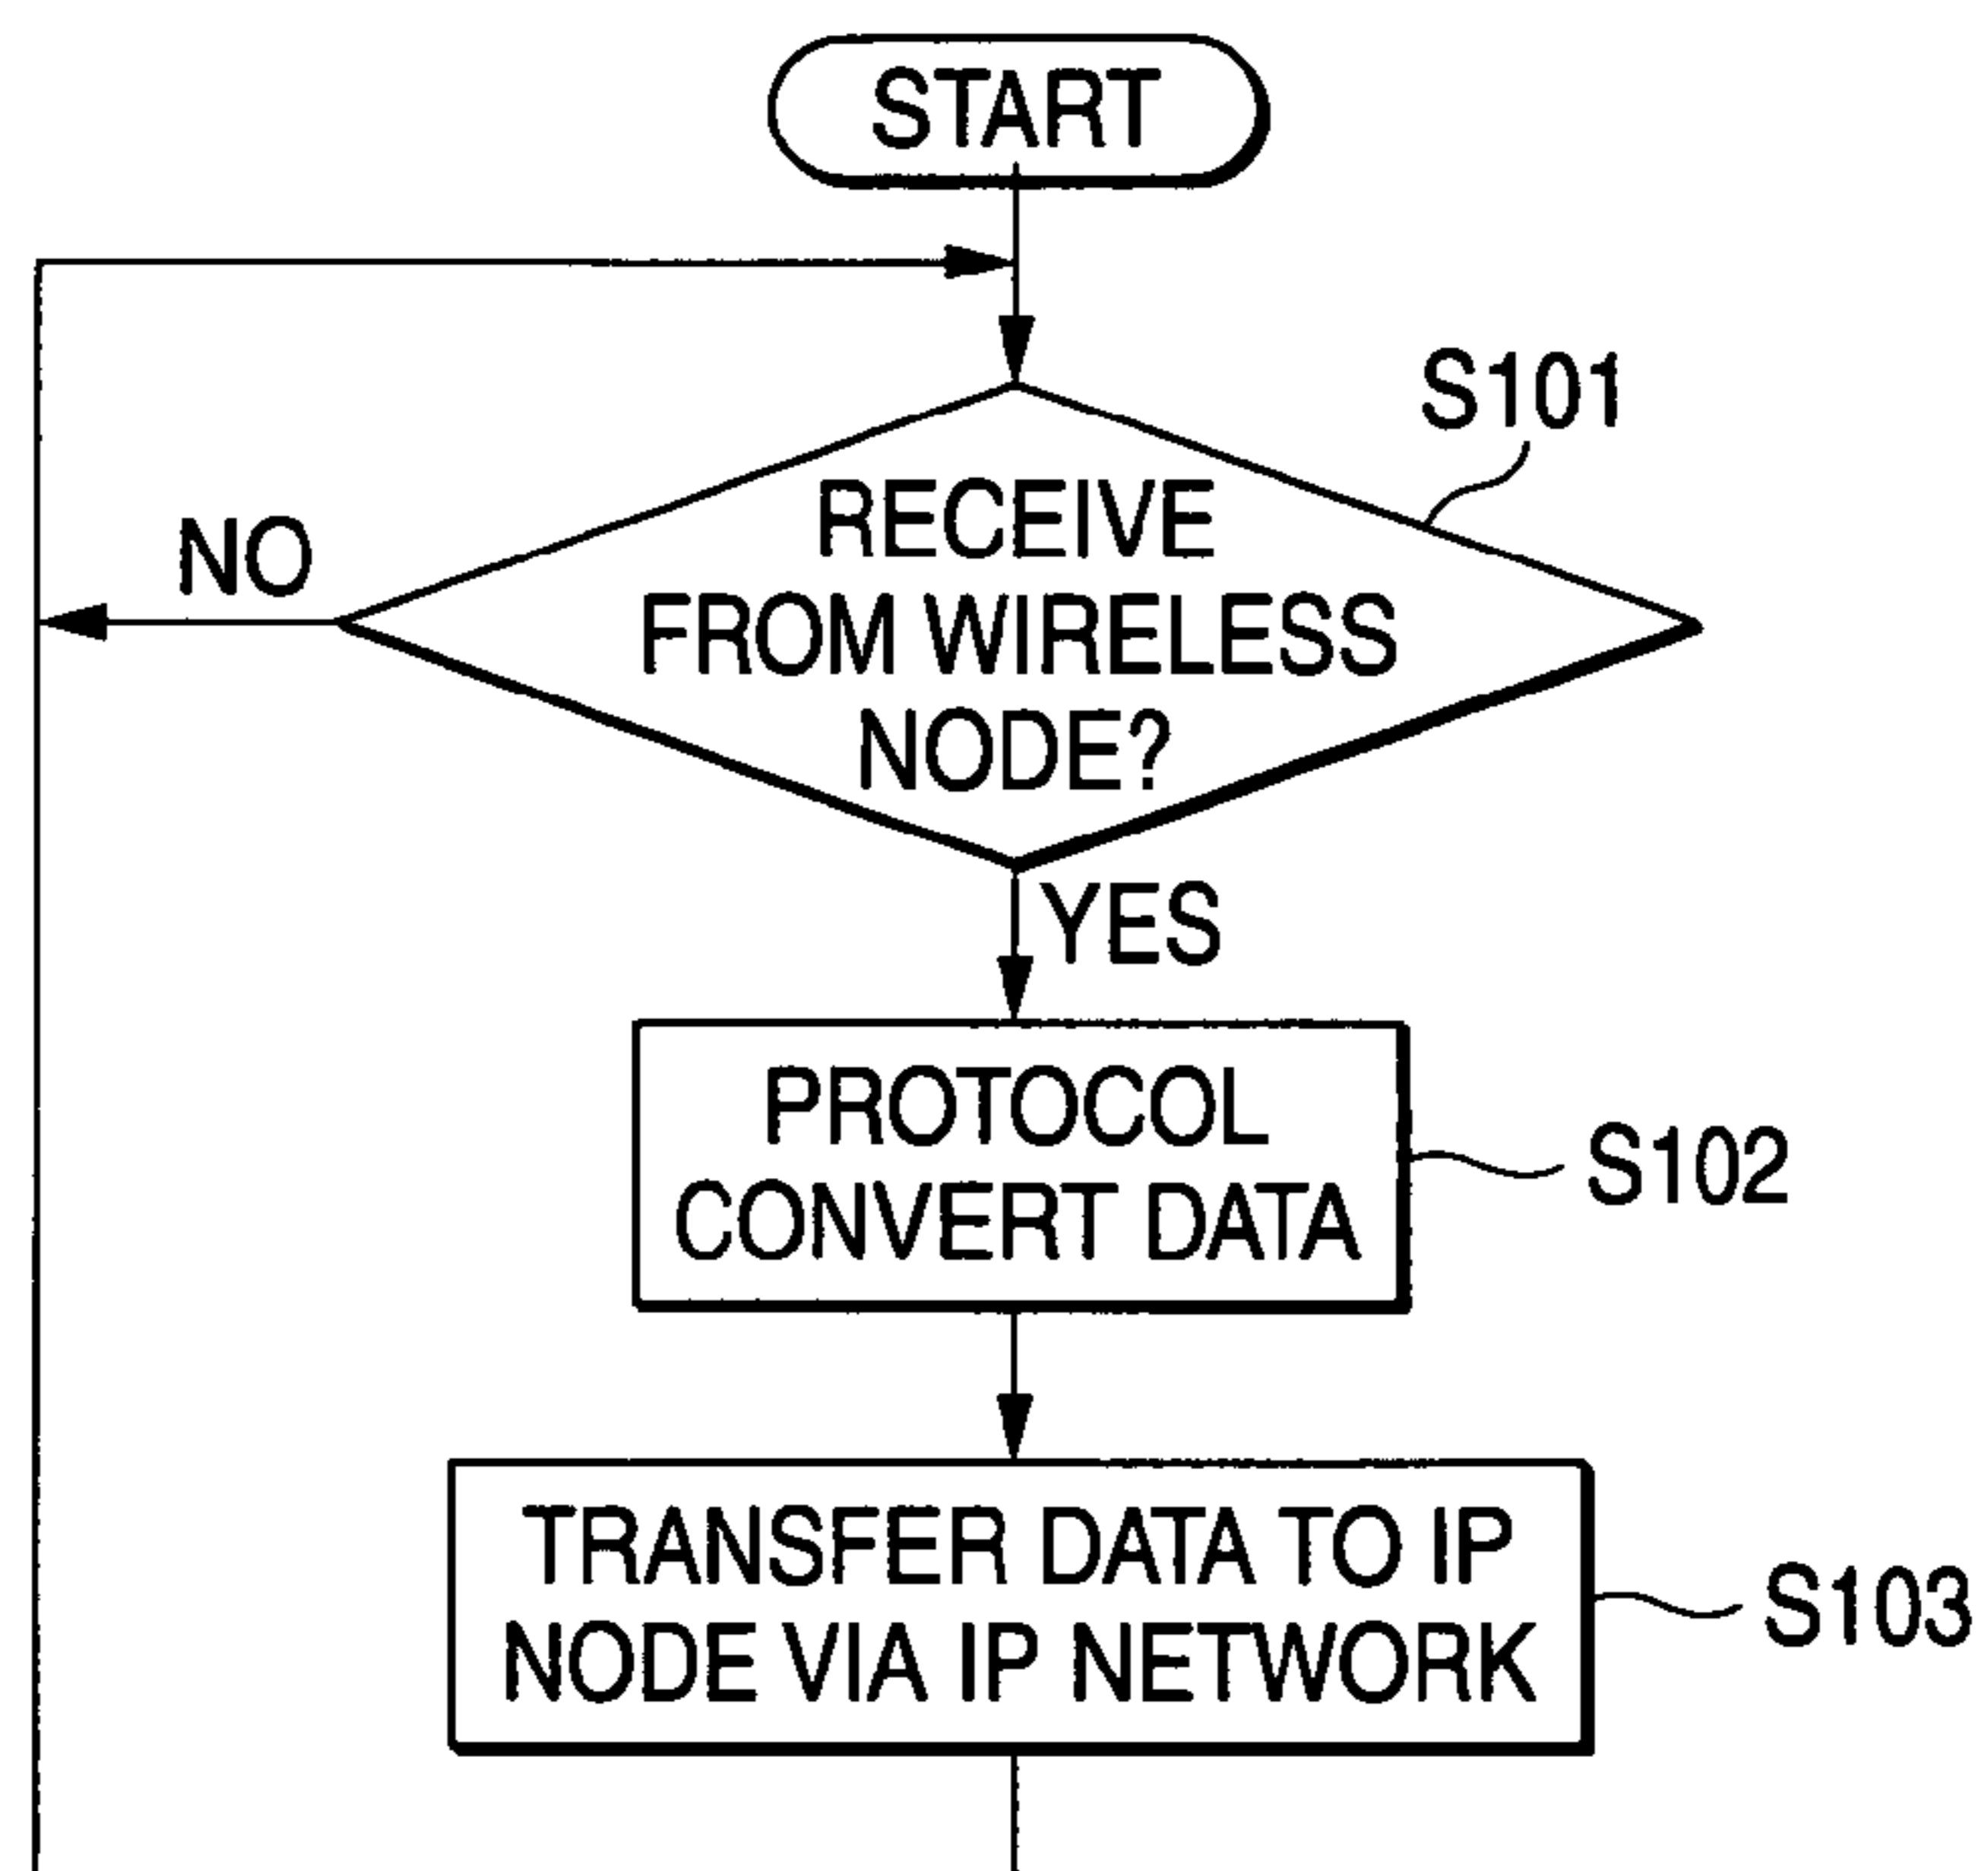 START
S101
RECEIVE
FROM WIRELESS
NODE?
NO
YES
PROTOCOL
CONVERT DATA
S102
TRANSFER DATA TO IP
NODE VIA IP NETWORK
S103